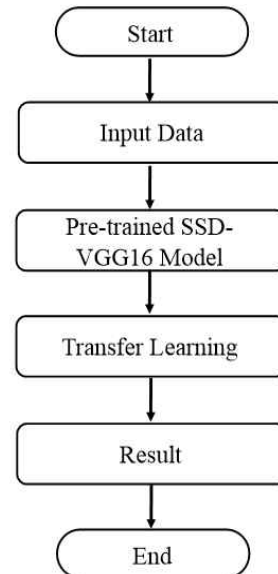 Start
Input Data
Pre-trained SSD-
VGG16 Model
Transfer Learning
Result
End